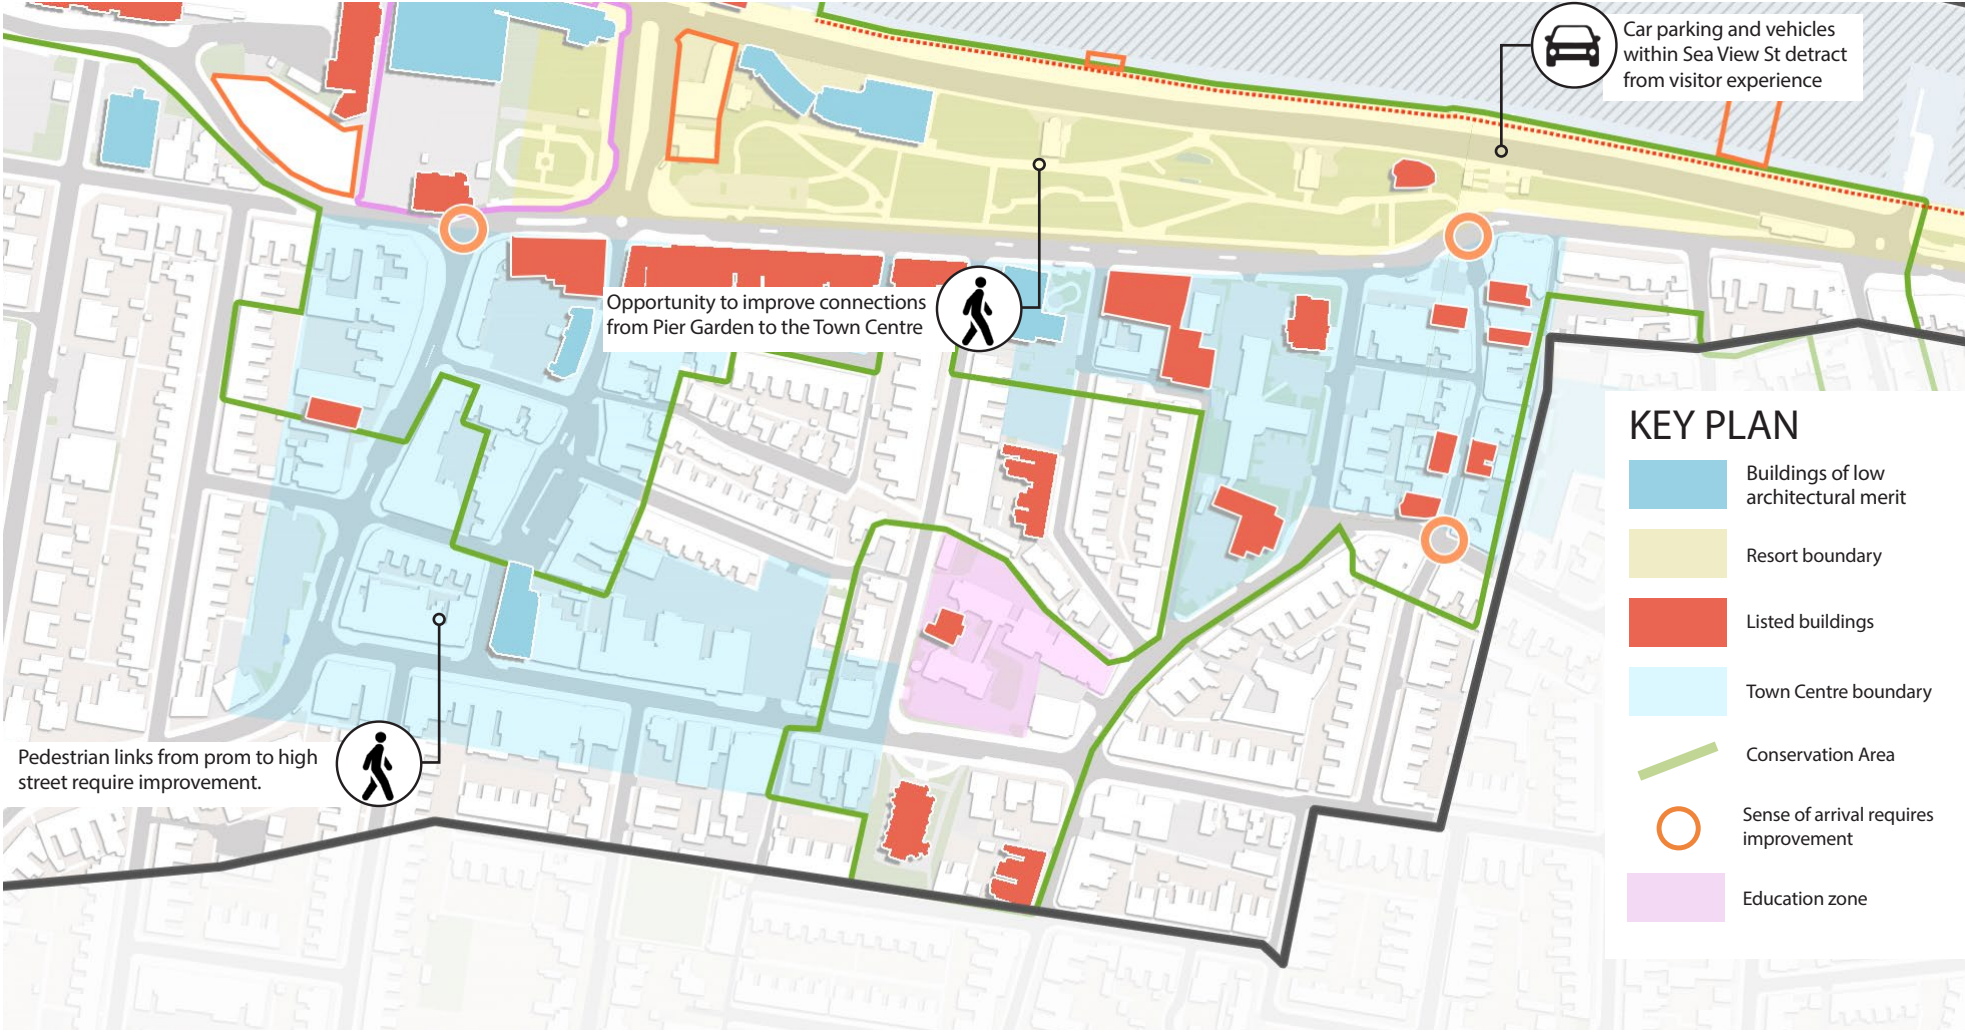 Car parking and vehicles
within Sea View St detract
from visitor experience
Opportunity to improve connections
from Pier Garden to the Town Centre
Pedestrian links from prom to high
street require improvement.
KEY PLAN
Buildings of low
architectural merit
Resort boundary
Listed buildings
Town Centre boundary
Conservation Area
Sense of arrival requires
improvement
Education zone